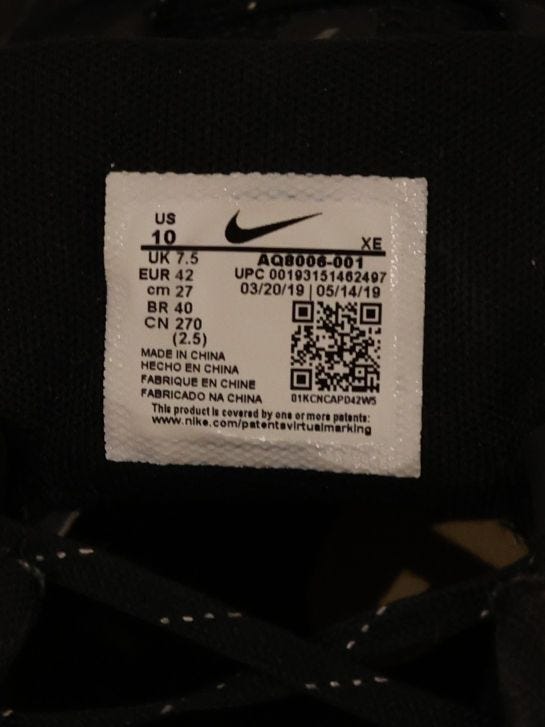 US
10
XE
UK 7.5
AQ8006-001
EUR 42
UPC 00193151462497
cm 27
03/20/19 | 05/14/19
BR 40
CN 270
(2.5)
MADE IN CHINA
HECHO EN CHINA
FABRIQUE EN CHINE
FABRICADO NA CHINA
01KCNCAPD42W5
This product is covered by one or more patents:
www.nike.com/patentsvirtualmarking